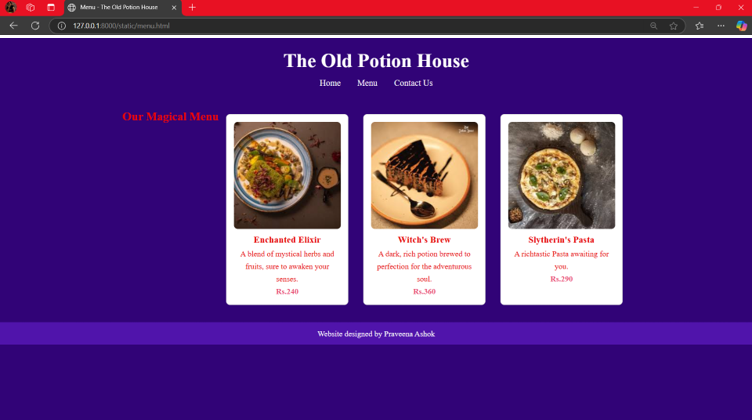 Menu - The Old Potion House
127.0.0.1:8000/static/menu.html
The Old Potion House
Home Menu Contact Us
Our Magical Menu
Enchanted Elixir
A blend of mystical herbs and
fruits, sure to awaken your
senses.
Rs.240
Witch's Brew
A dark, rich potion brewed to
perfection for the adventurous
soul.
Rs.360
Slytherin's Pasta
A richtastic Pasta awaiting for
you.
Rs.290
Website designed by Praveena Ashok